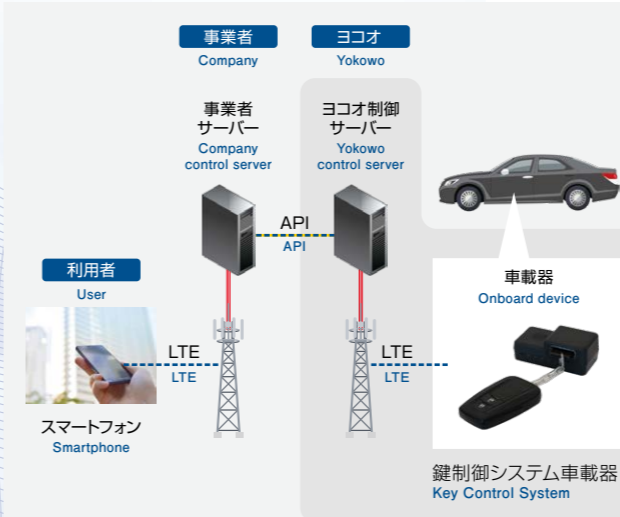 事業者
Company
ヨコオ
Yokowo
事業者
サーバー
Company
control server
ヨコオ制御
サーバー
Yokowo
control server
API
API
利用者
User
LTE
LTE
スマートフォン
Smartphone
LTE
LTE
車載器
Onboard device
鍵制御システム車載器
Key Control System